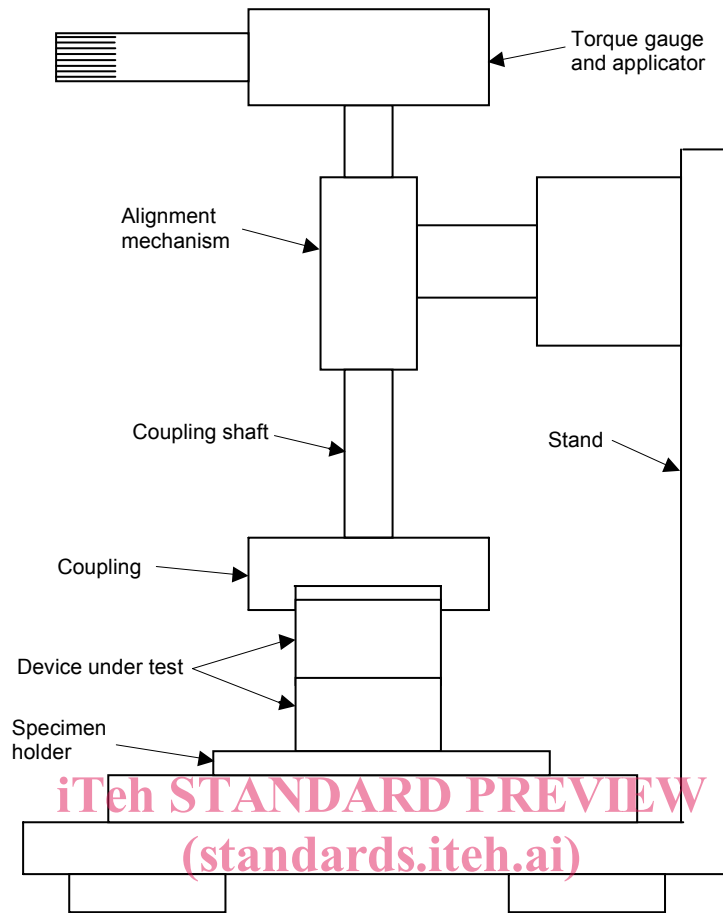 Torque gauge
and applicator
Alignment
mechanism
Coupling shaft
Stand
Coupling
Device under test
Specimen
holder
iTeh STANDARD PREVIEW
(standards.iteh.ai)